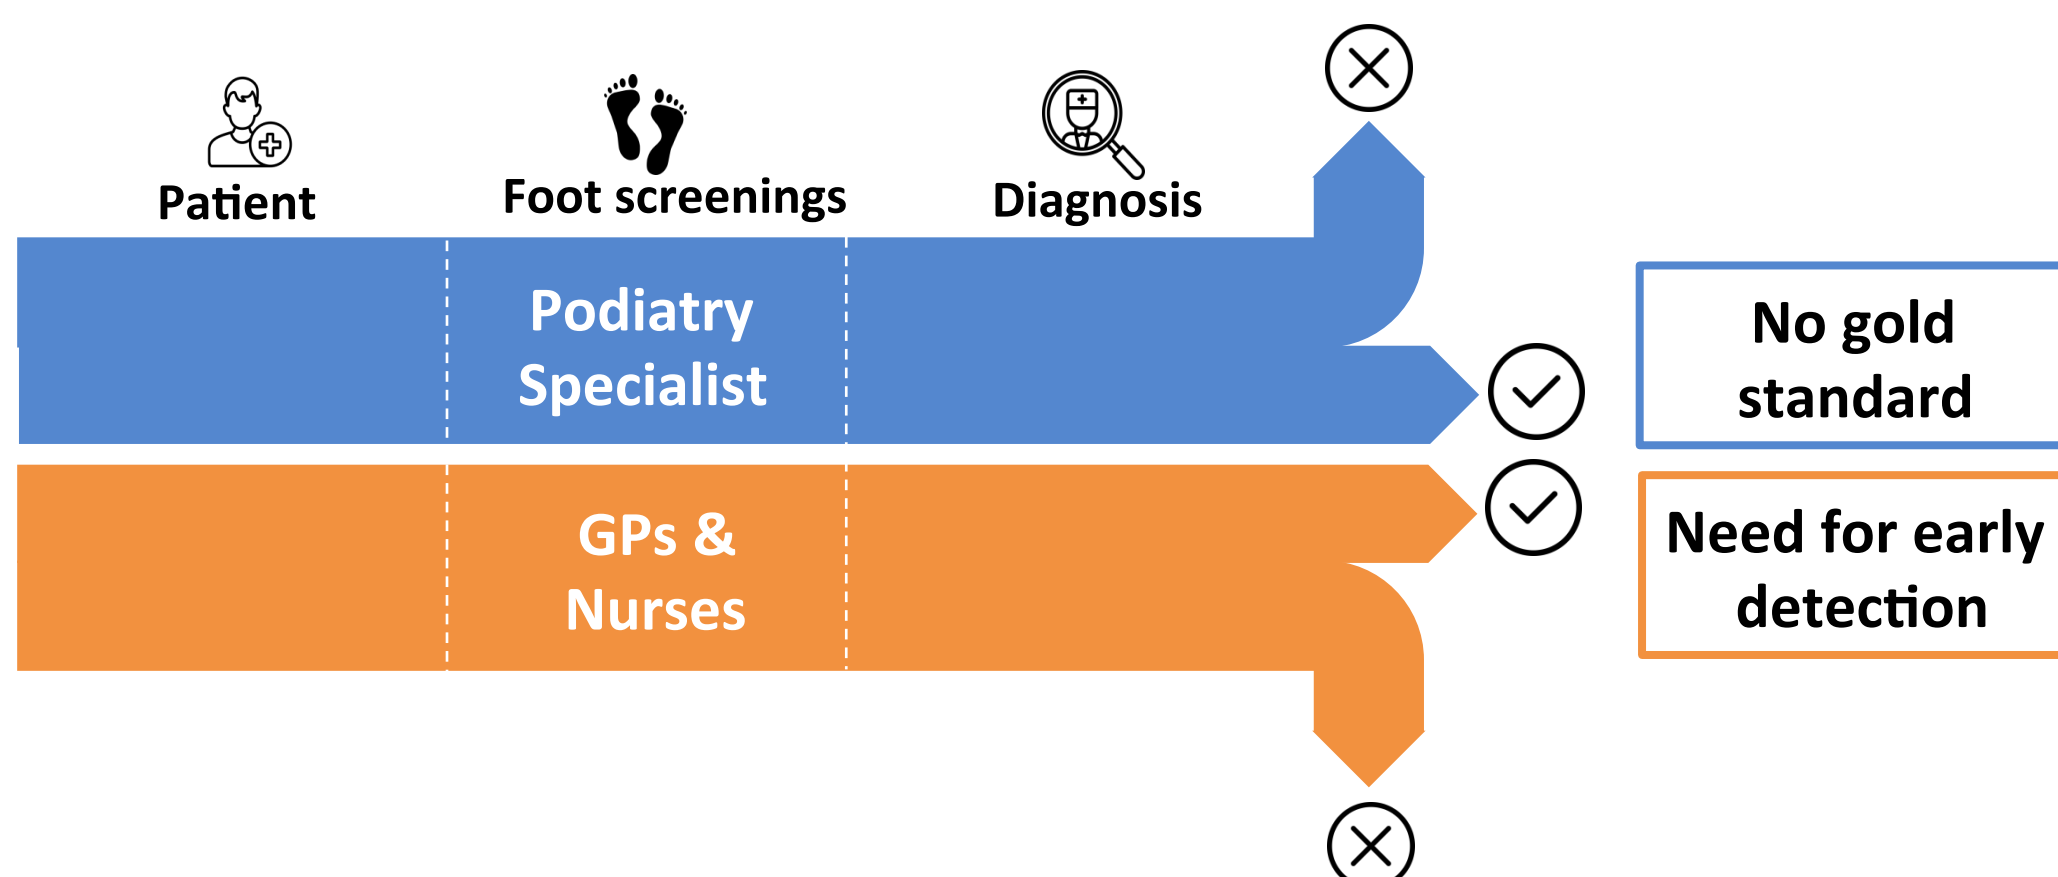 Patient
Foot screenings
Diagnosis
Podiatry
Specialist
No gold
standard
GPs &
Nurses
Need for early
detection